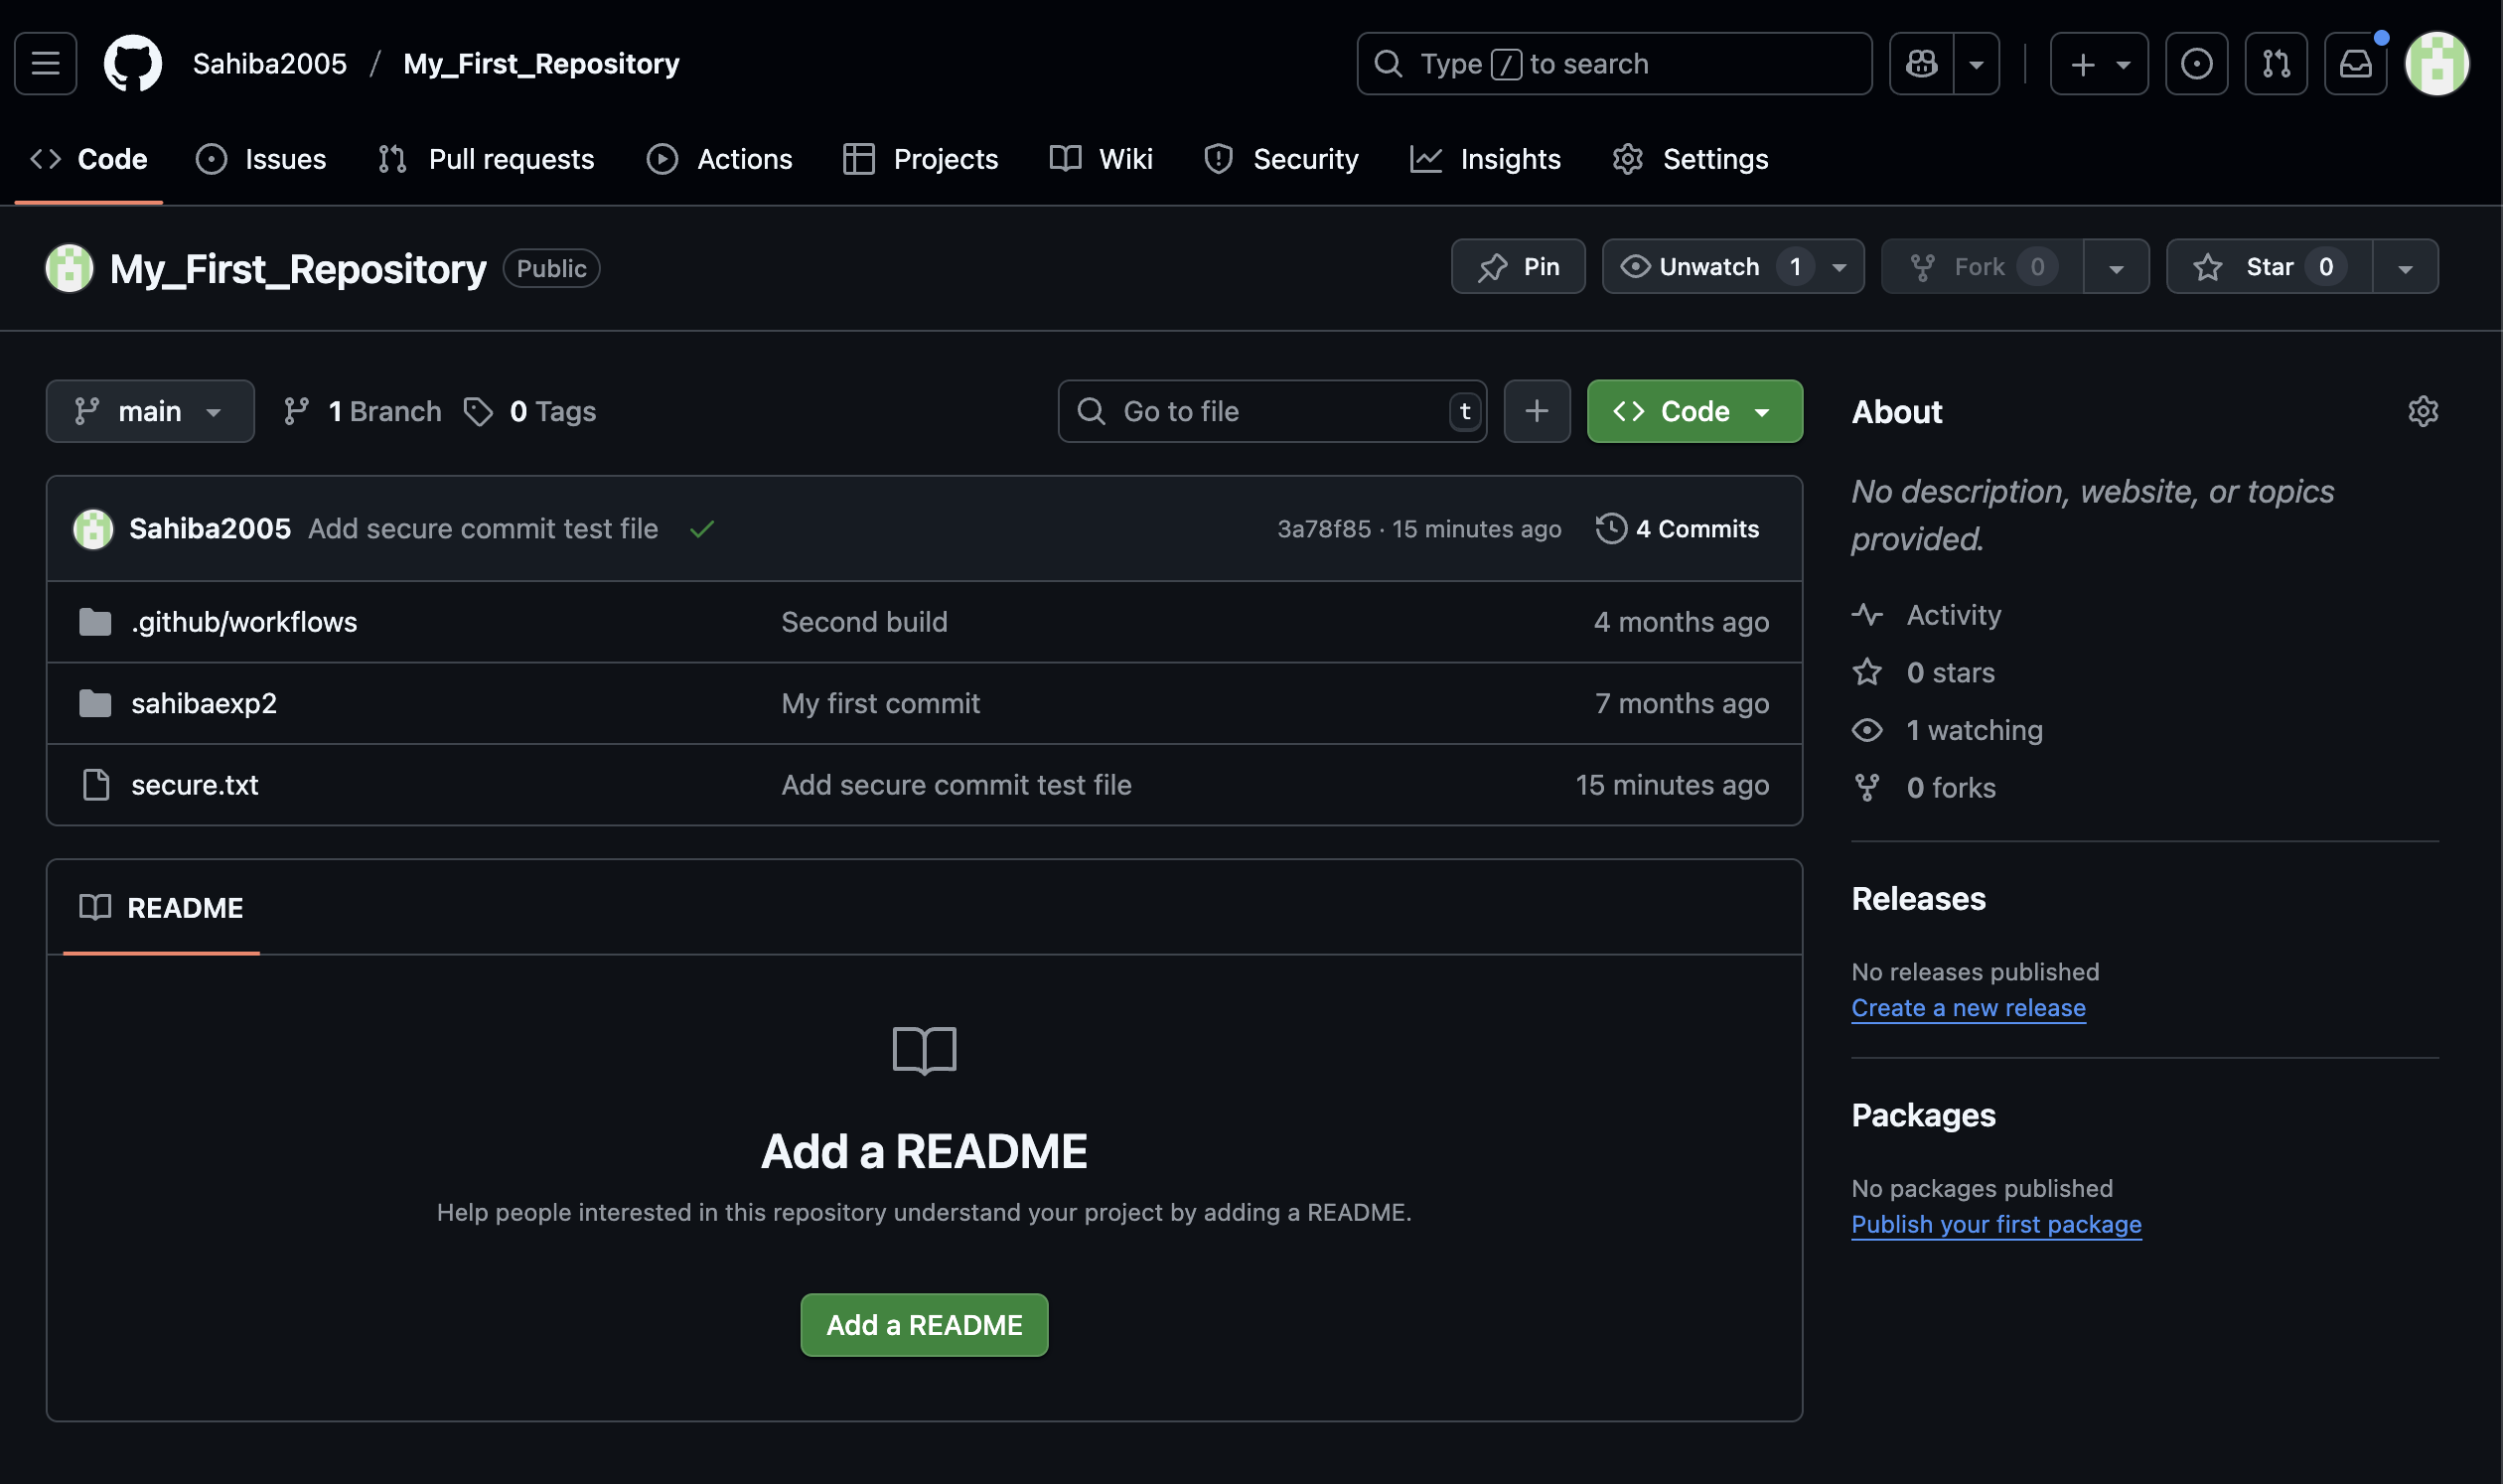 Sahiba2005 / My_First_Repository
Type / to search
Code Issues Pull requests Actions Projects Wiki Security Insights Settings
My_First_Repository Public
Pin Unwatch 1 Fork 0 Star 0
main 1 Branch 0 Tags Go to file t Code
Sahiba2005 Add secure commit test file 3a78f85 · 15 minutes ago 4 Commits
.github/workflows Second build 4 months ago
sahibaexp2 My first commit 7 months ago
secure.txt Add secure commit test file 15 minutes ago
README
Add a README
Help people interested in this repository understand your project by adding a README.
Add a README
About
No description, website, or topics
provided.
Activity
0 stars
1 watching
0 forks
Releases
No releases published
Create a new release
Packages
No packages published
Publish your first package